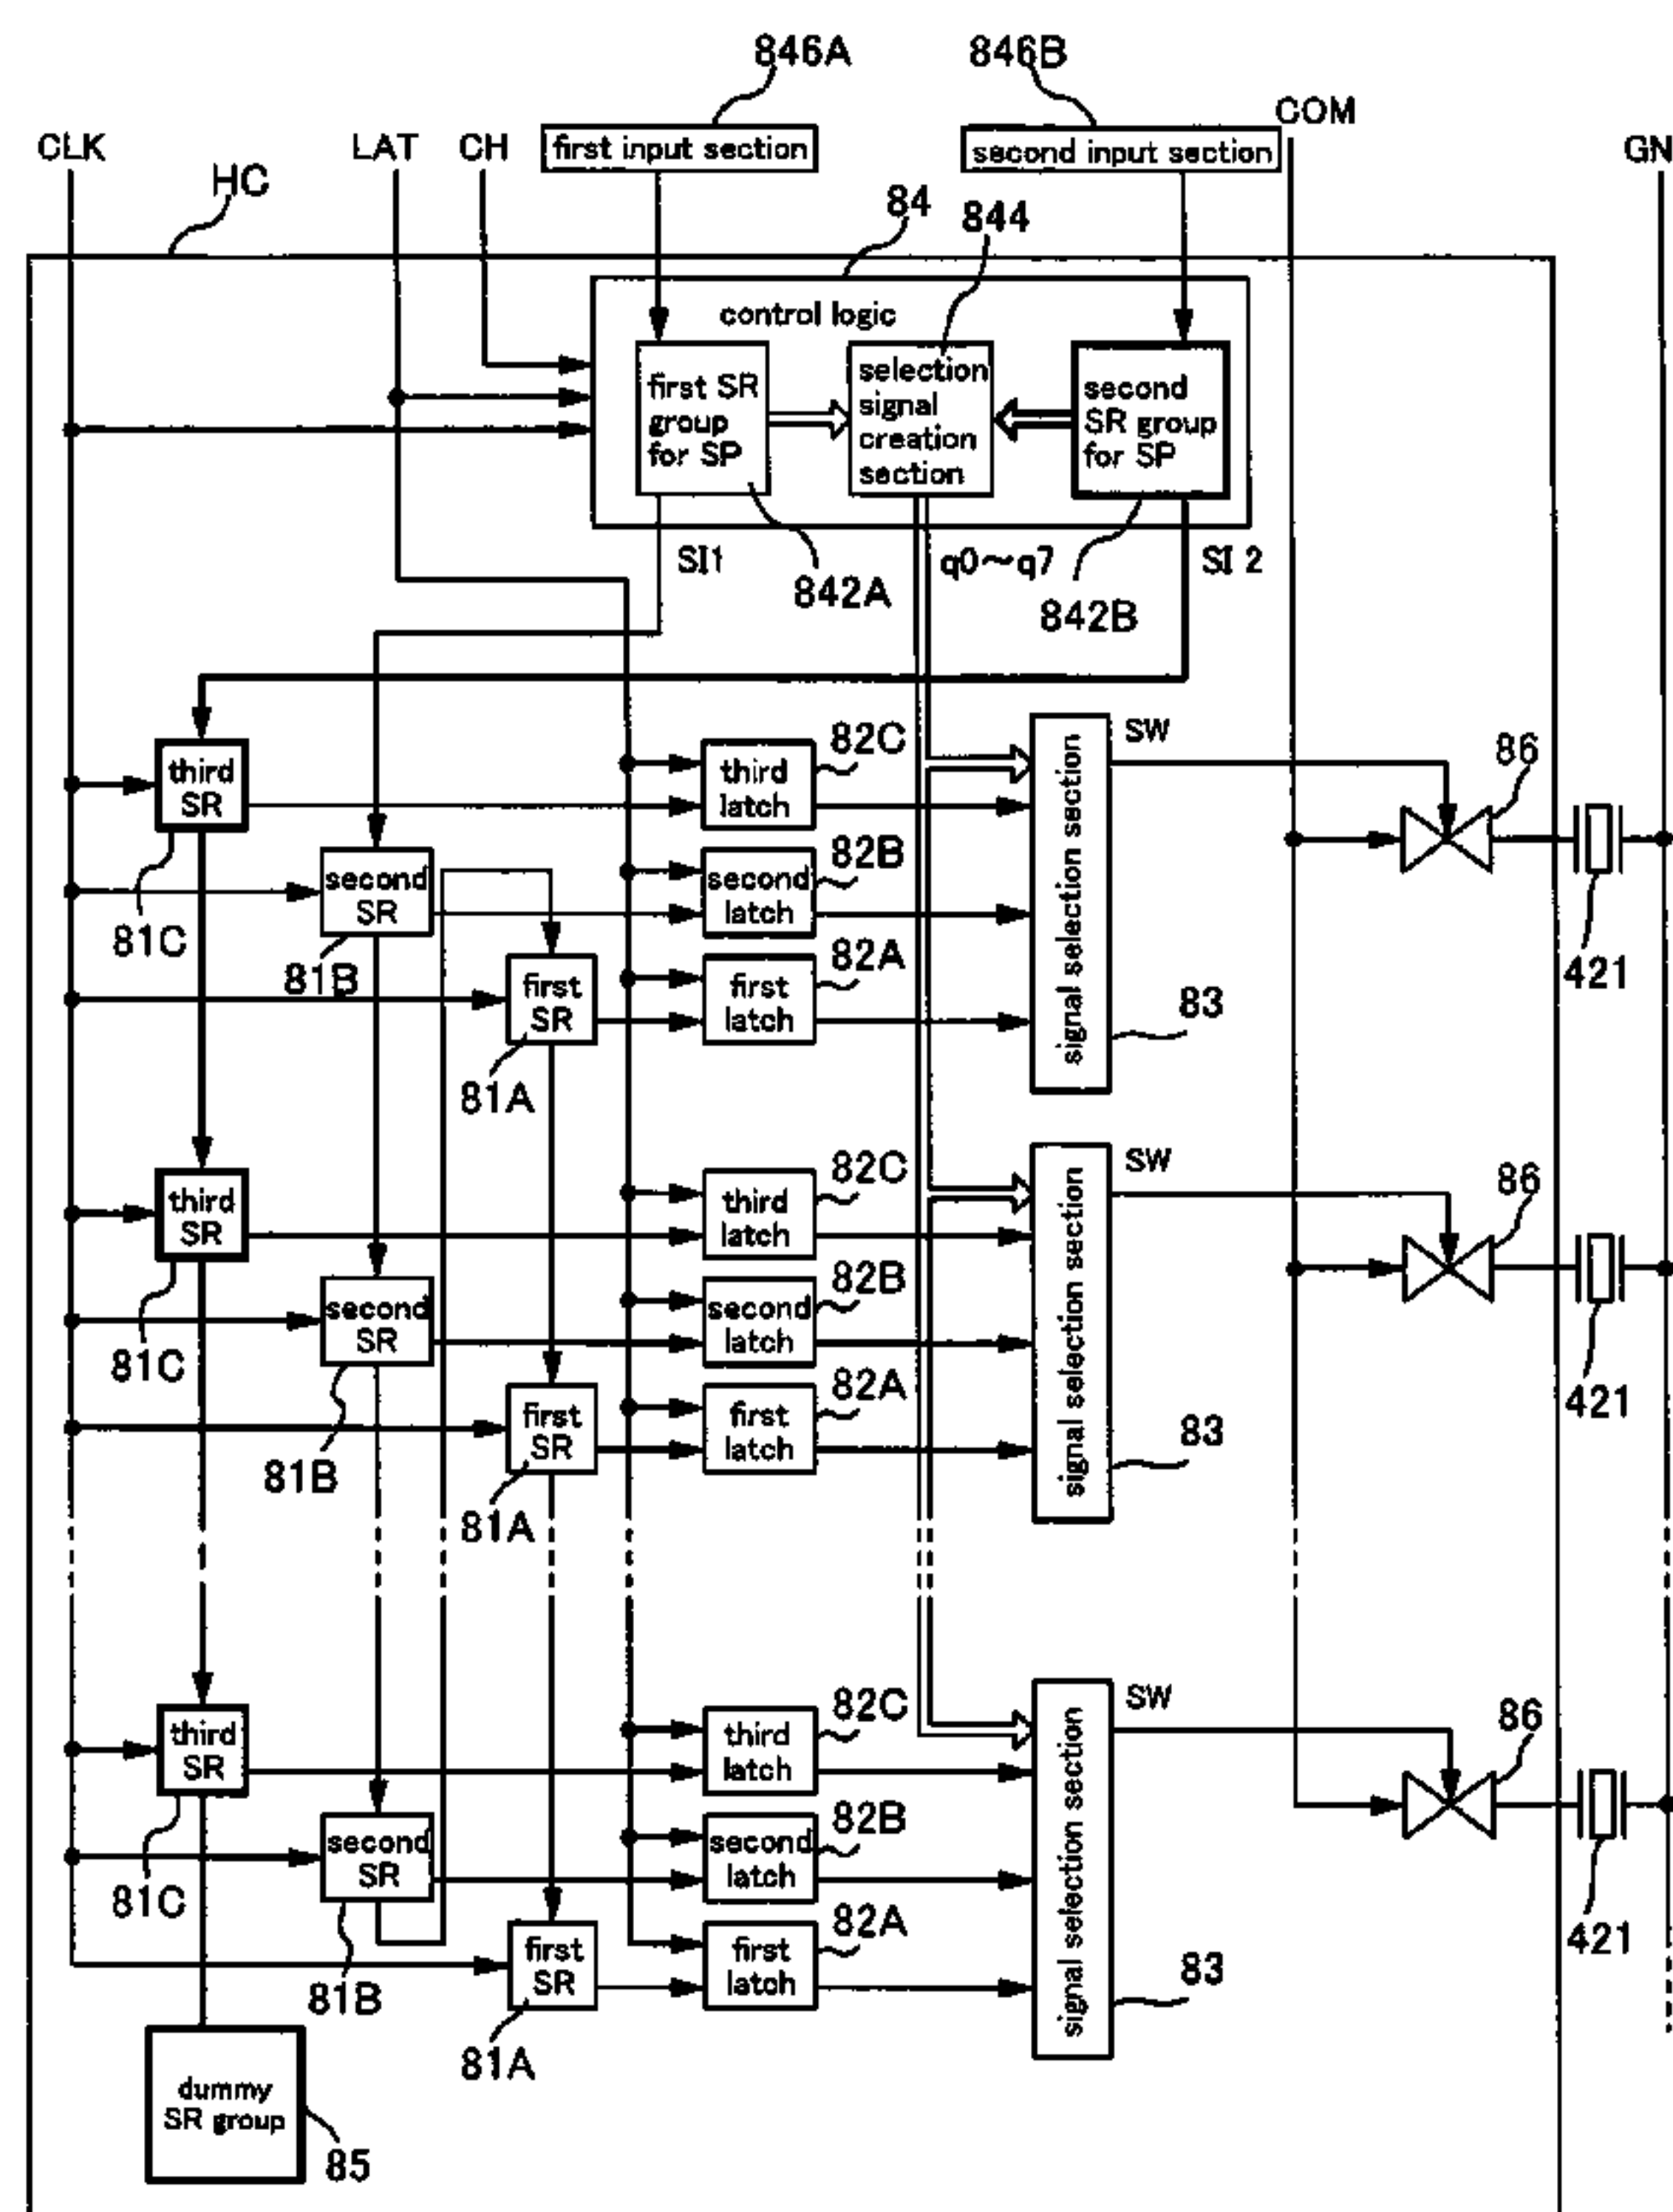 846A
846B
COM
CLK
LAT
CH
first input section
second input section
GN
HC
84
844
control logic
first SR
group
for SP
selection
signal
creation
section
second
SR group
for SP
SI1
842A
q0~q7
842B
SI 2
third
SR
81C
second
SR
81B
first
SR
81A
third
latch
82C
second
latch
82B
first
latch
82A
signal selection section
83
SW
86
421
third
SR
81C
second
SR
81B
first
SR
81A
third
latch
82C
second
latch
82B
first
latch
82A
signal selection section
83
SW
86
421
third
SR
81C
second
SR
81B
first
SR
81A
third
latch
82C
second
latch
82B
first
latch
82A
signal selection section
83
SW
86
421
dummy
SR group
85